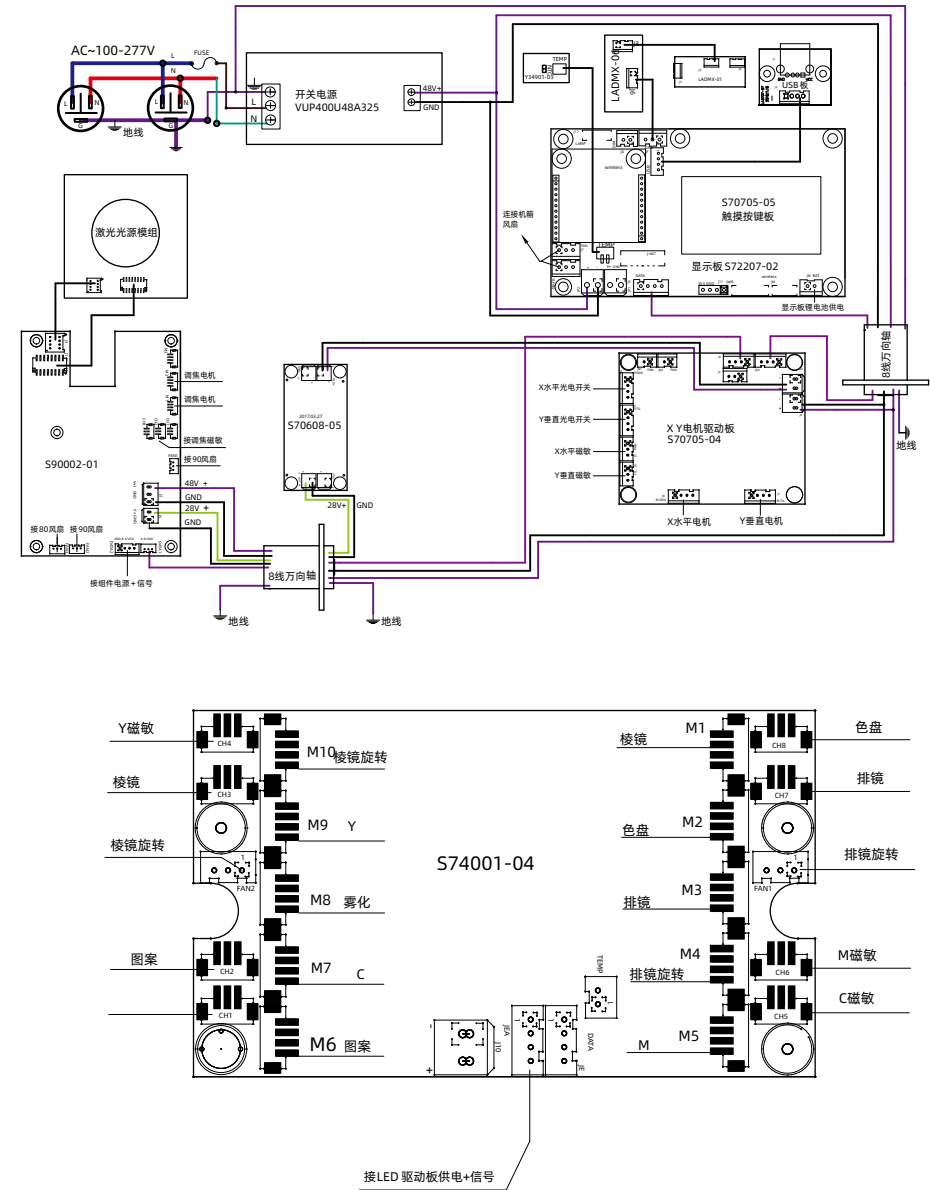 AC~100-277V
L
FUSE
N
L
N
L
N
G
G
地线
L
N
开关电源
VUP400U48A325
48V+
GND
TEMP
Y34901-03
LADMX-06
LADMX-01
USB 板
wireless
S70705-05
触摸按键板
连接机箱
风扇
TEMP
DATA
显示板 S72207-02
显示板锂电池供电
激光光源模组
8线万向轴
地线
调焦电机
调焦电机
接调焦磁敏
接90风扇
S90002-01
48V +
GND
28V +
GND
接80风扇
接90风扇
接组件电源 + 信号
2017.03.27
S70608-05
28V+
GND
X水平光电开关
Y垂直光电开关
X水平磁敏
Y垂直磁敏
X Y电机驱动板
S70705-04
X水平电机
Y垂直电机
8线万向轴
地线
地线
Y磁敏
CH4
M10
棱镜旋转
棱镜
CH3
M9
Y
棱镜旋转
1
FAN2
M8
雾化
图案
CH2
M7
C
CH1
M6
图案
S74001-04
M1
棱镜
CH8
色盘
CH7
排镜
M2
色盘
1
FAN1
排镜旋转
M3
排镜
M4
排镜旋转
CH6
M磁敏
CH5
C磁敏
M5
M
TEMP
J10
JEA
DATA
JE
-
+
接LED 驱动板供电+信号